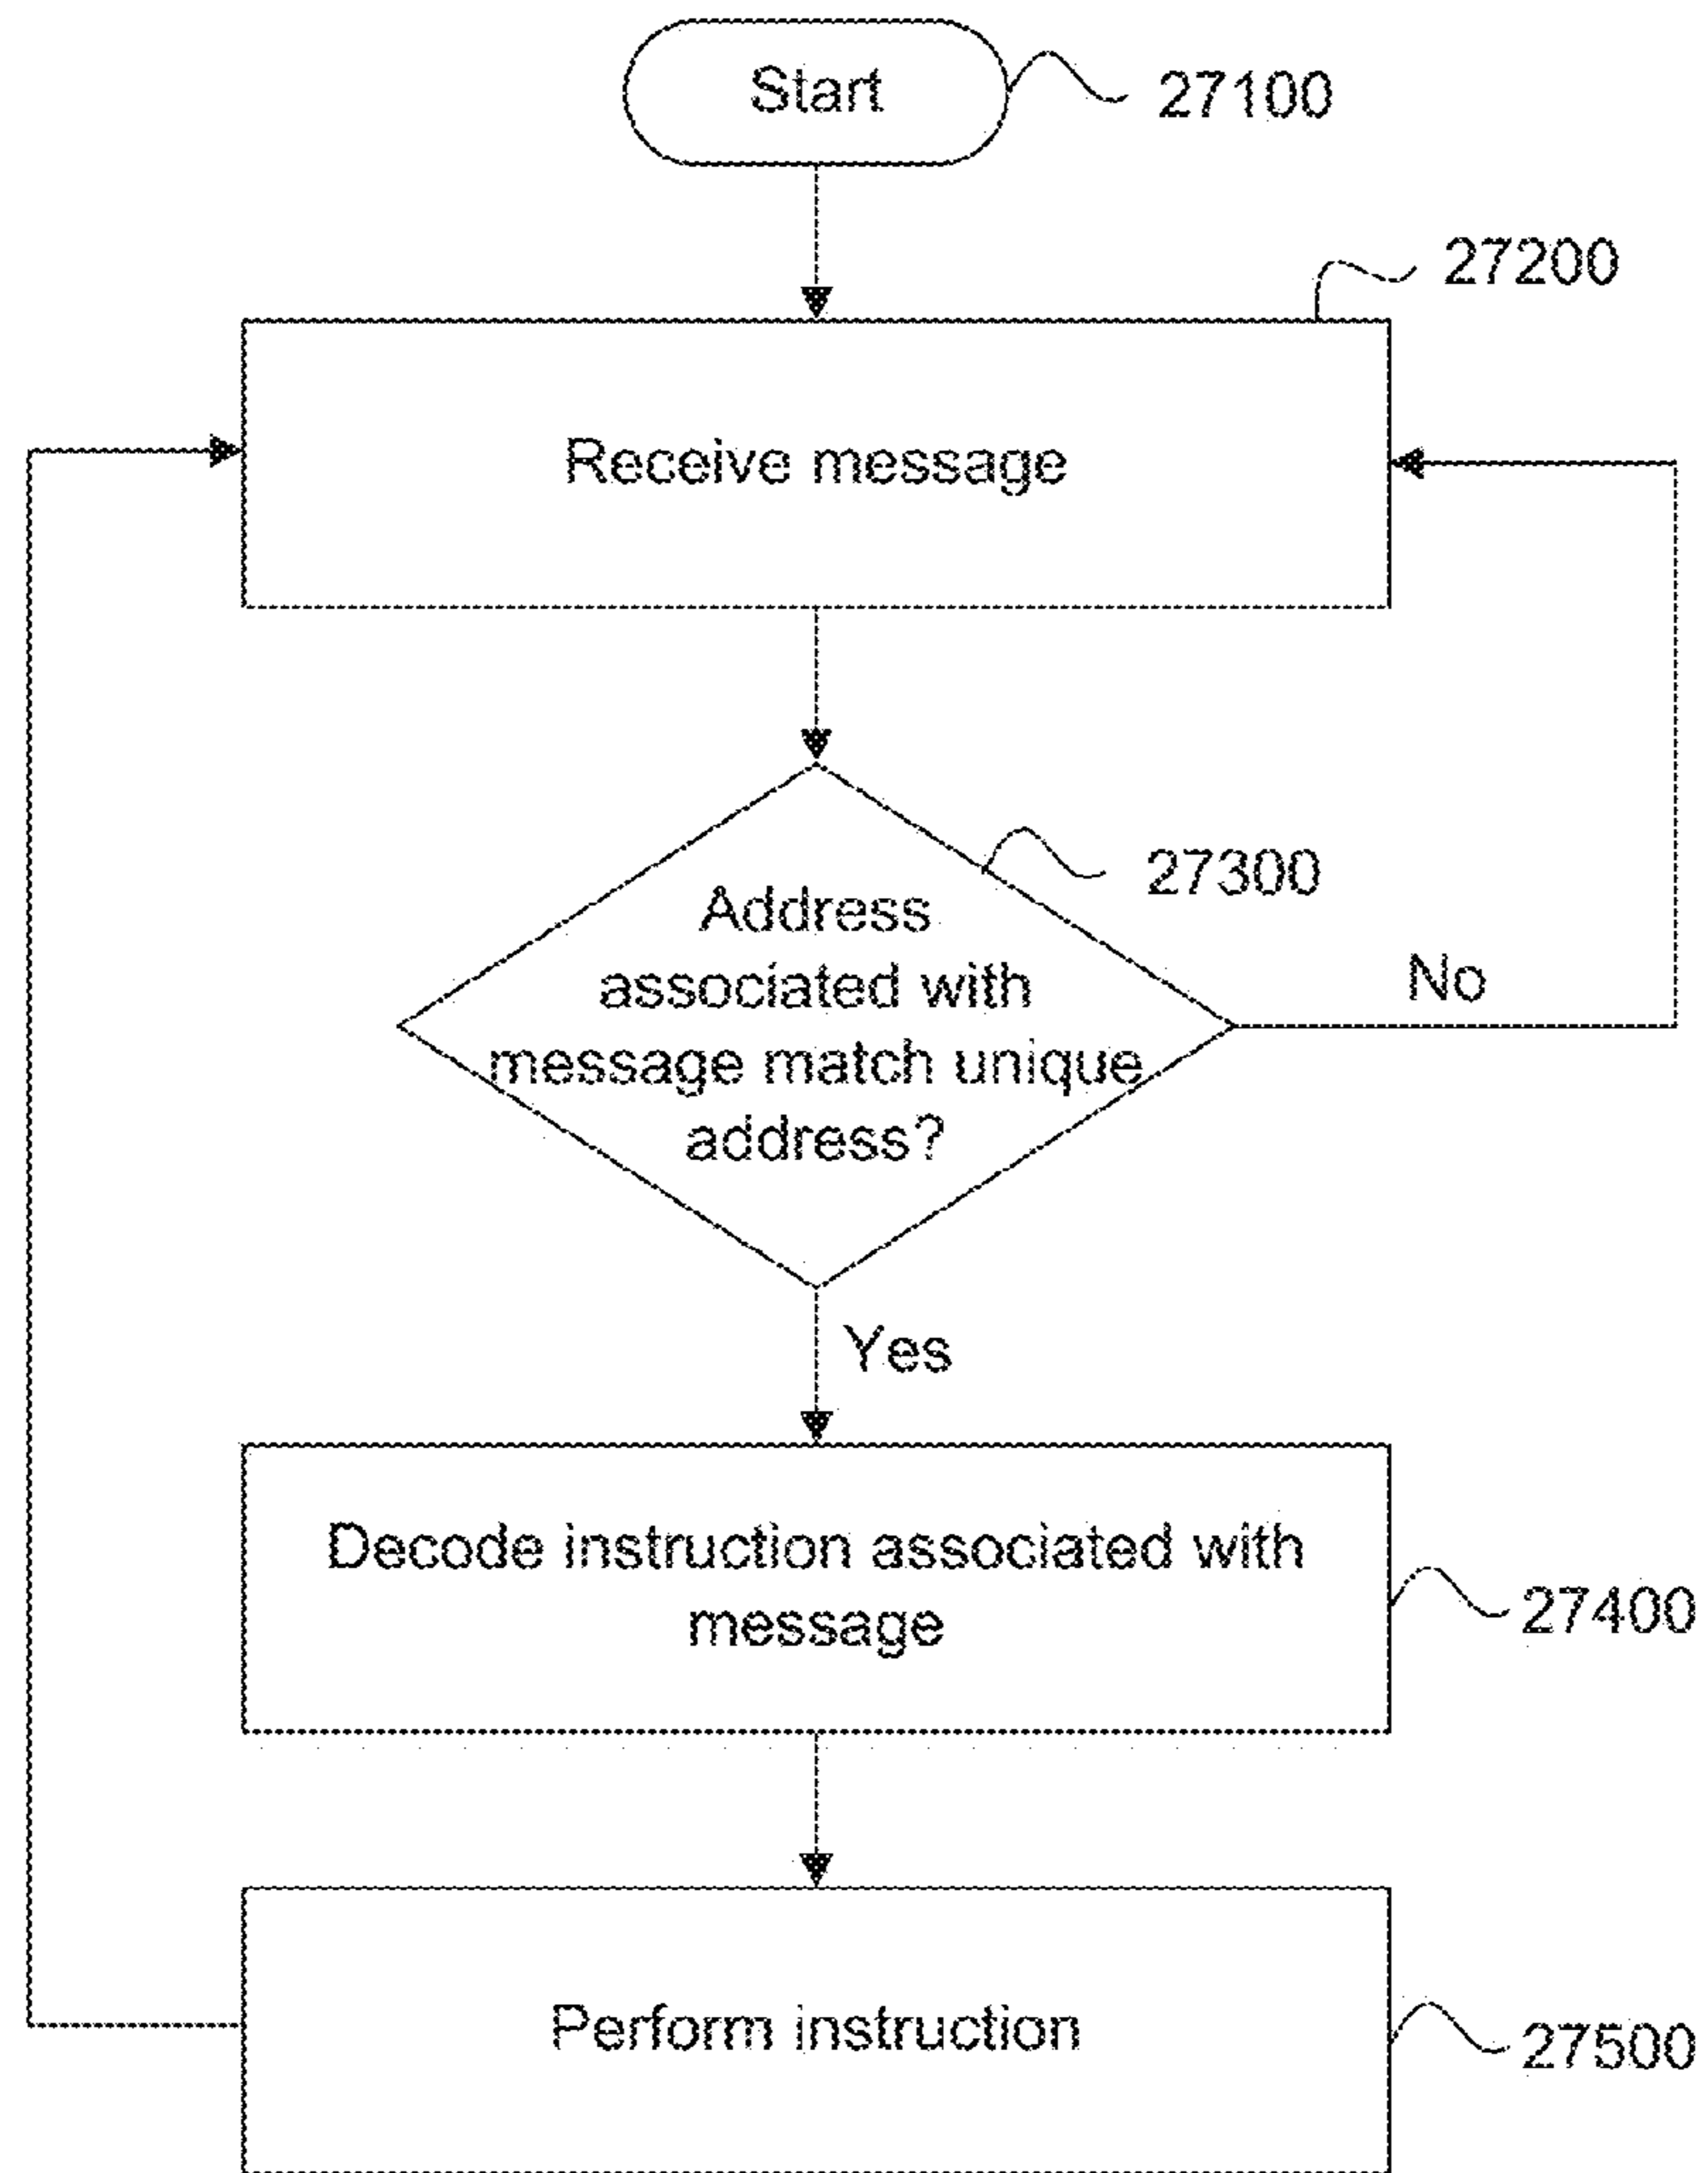 Start
27100
27200
Receive message
27300
Address
associated with
message match unique
address?
No
Yes
Decode instruction associated with
message
27400
Perform instruction
27500